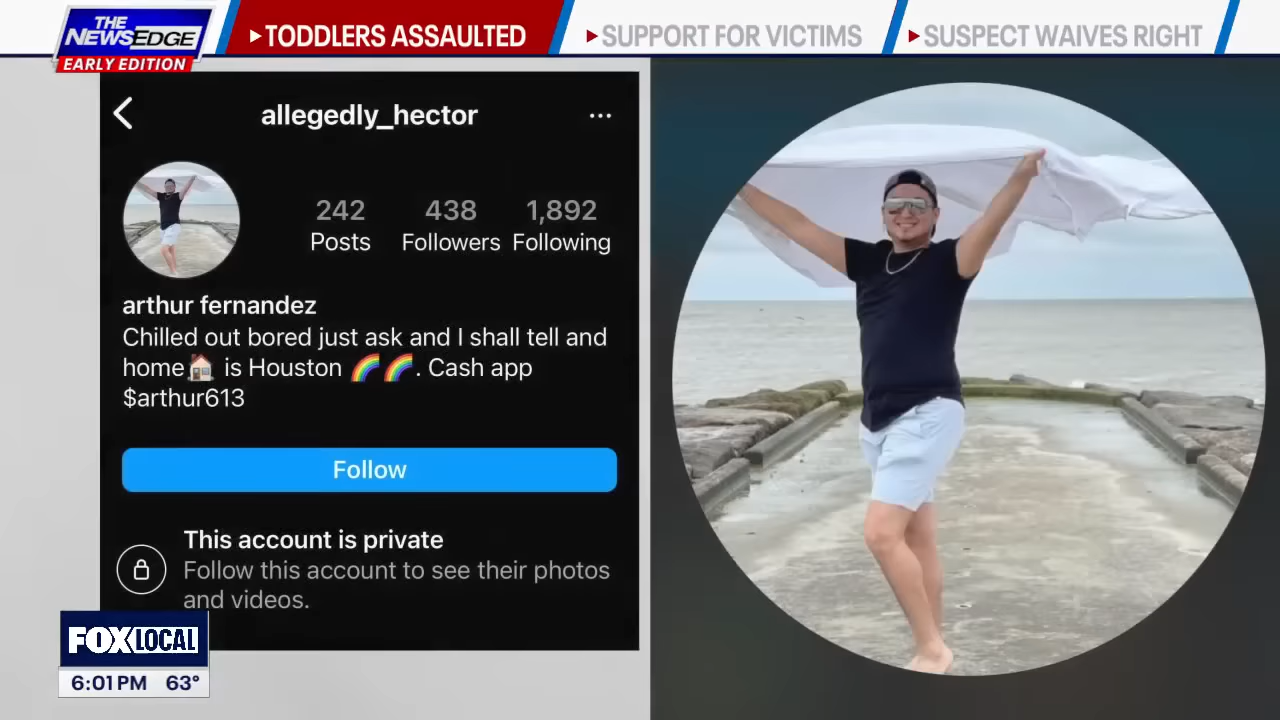 THE
NEWSEDGE
EARLY EDITION
TODDLERS ASSAULTED
SUPPORT FOR VICTIMS
SUSPECT WAIVES RIGHT
allegedly_hector
242 438 1,892
Posts Followers Following
arthur fernandez
Chilled out bored just ask and I shall tell and
home🏠 is Houston 🌈🌈. Cash app
$arthur613
Follow
This account is private
Follow this account to see their photos
and videos.
FOX LOCAL
6:01 PM 63°